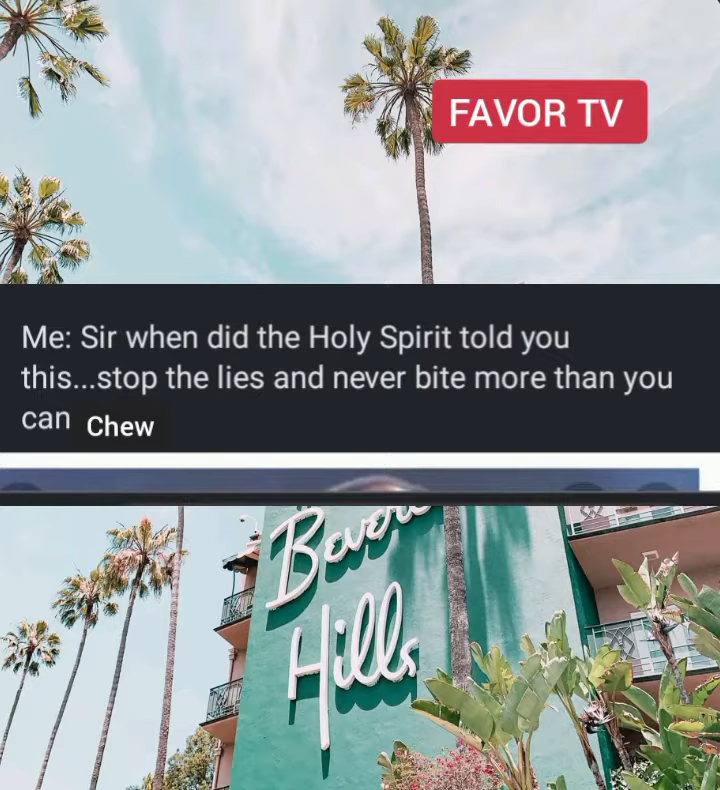 FAVOR TV
Me: Sir when did the Holy Spirit told you
this...stop the lies and never bite more than you
can Chew
Beverly
Hills